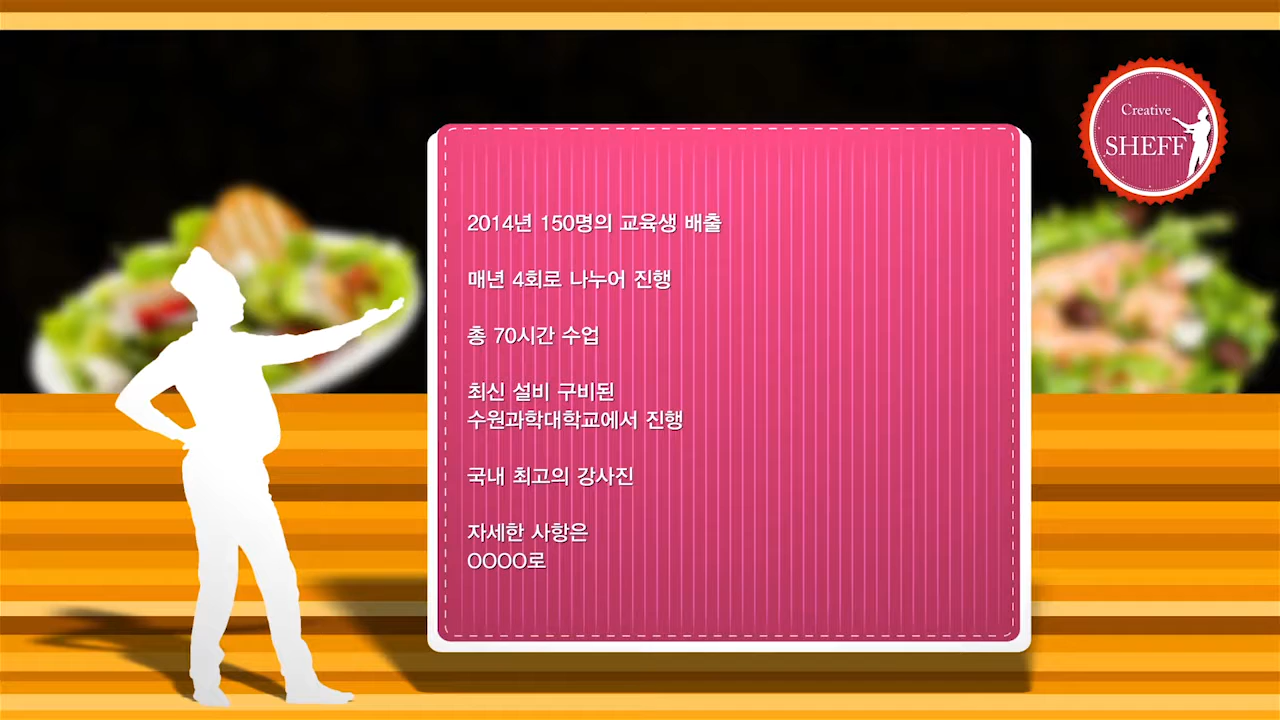 Creative
SHEFF
2014년 150명의 교육생 배출
매년 4회로 나누어 진행
총 70시간 수업
최신 설비 구비된
수원과학대학교에서 진행
국내 최고의 강사진
자세한 사항은
OOOO로